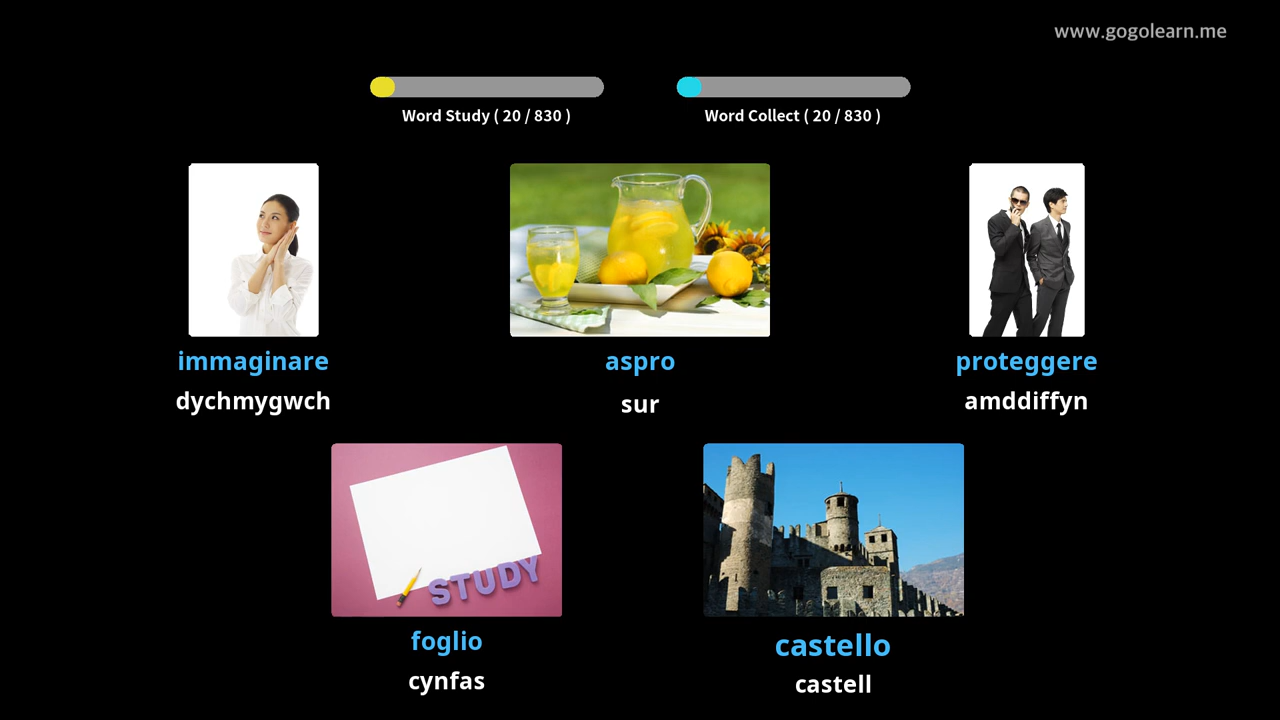 www.gogolearn.me
Word Study ( 20 / 830 )
Word Collect ( 20 / 830 )
immaginare
dychmygwch
aspro
sur
proteggere
amddiffyn
STUDY
foglio
cynfas
castello
castell